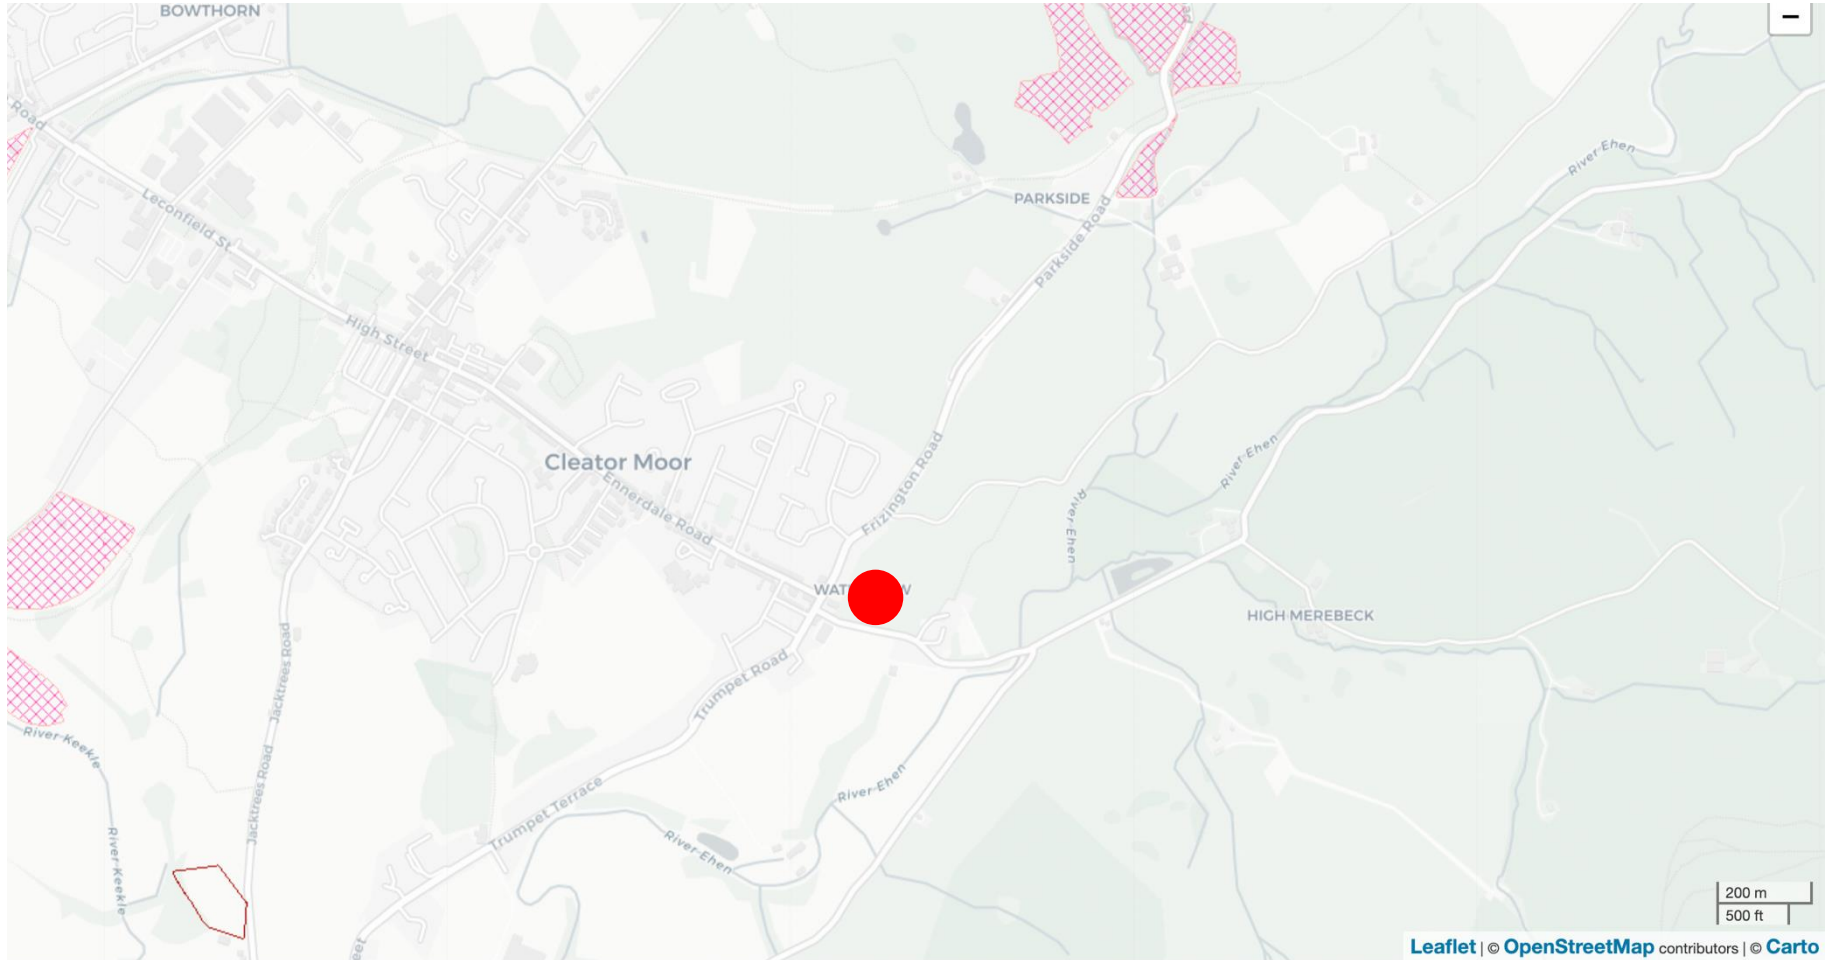 BOWTHORN
Road
Leconfield St
High Street
PARKSIDE
Parkside Road
River Ehen
Cleator Moor
Ennerdale Road
Frizington Road
River Ehen
River Ehen
HIGH MEREBECK
Trumpet Road
Jacktrees Road
River Keekle
Jacktrees Road
Trumpet Terrace
River Ehen
River Ehen
River Keekle
−
200 m
500 ft
Leaflet | © OpenStreetMap contributors | © Carto